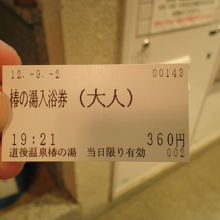 12.-9.-2 00143
椿の湯入浴券 (大人)
19:21 360円
道後温泉椿の湯 当日限り有効 002